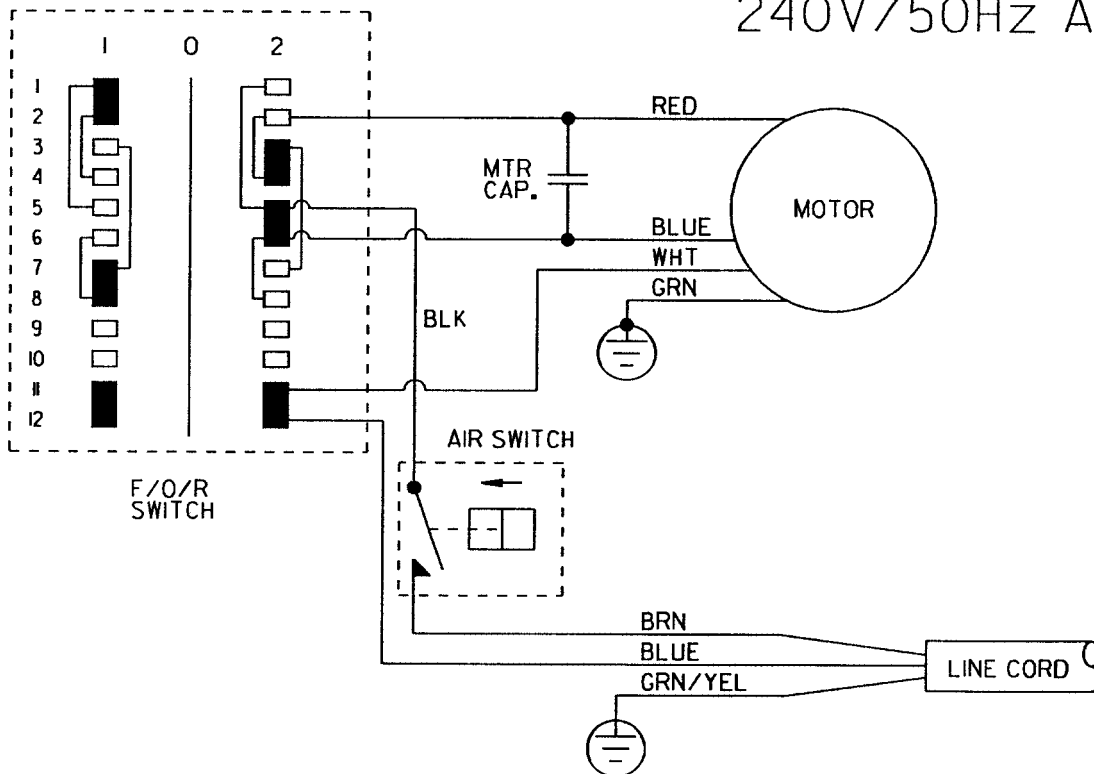 240V/50Hz A
1 0 2
1
2
3
4
5
6
7
8
9
10
11
12
F/O/R
SWITCH
RED
MTR
CAP.
MOTOR
BLUE
WHT
GRN
BLK
AIR SWITCH
BRN
BLUE
GRN/YEL
LINE CORD